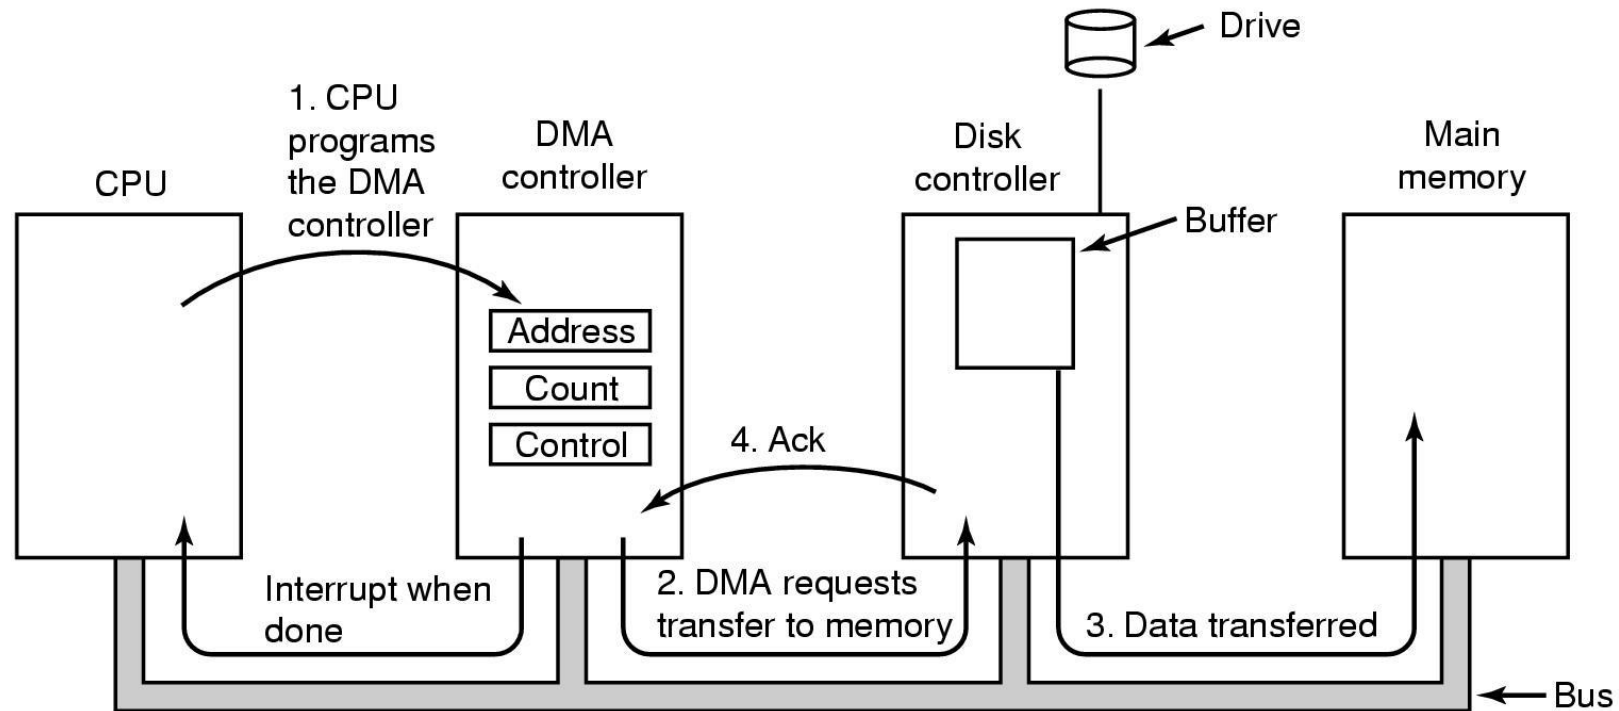 Drive
1. CPU
programs
the DMA
controller
CPU
DMA
controller
Disk
controller
Main
memory
Buffer
Address
Count
Control
4. Ack
Interrupt when
done
2. DMA requests
transfer to memory
3. Data transferred
Bus